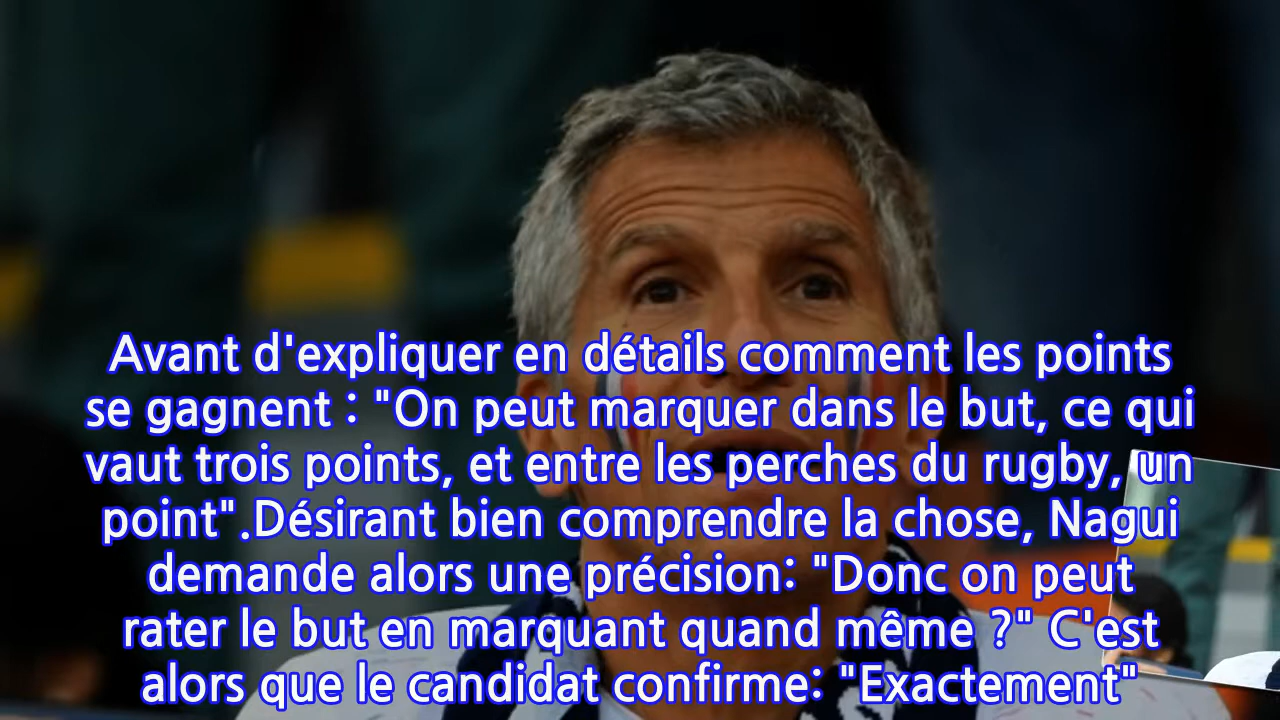 Avant d'expliquer en détails comment les points
se gagnent : "On peut marquer dans le but, ce qui
vaut trois points, et entre les perches du rugby, un
point".Désirant bien comprendre la chose, Nagui
demande alors une précision: "Donc on peut
rater le but en marquant quand même ?" C'est
alors que le candidat confirme: "Exactement"